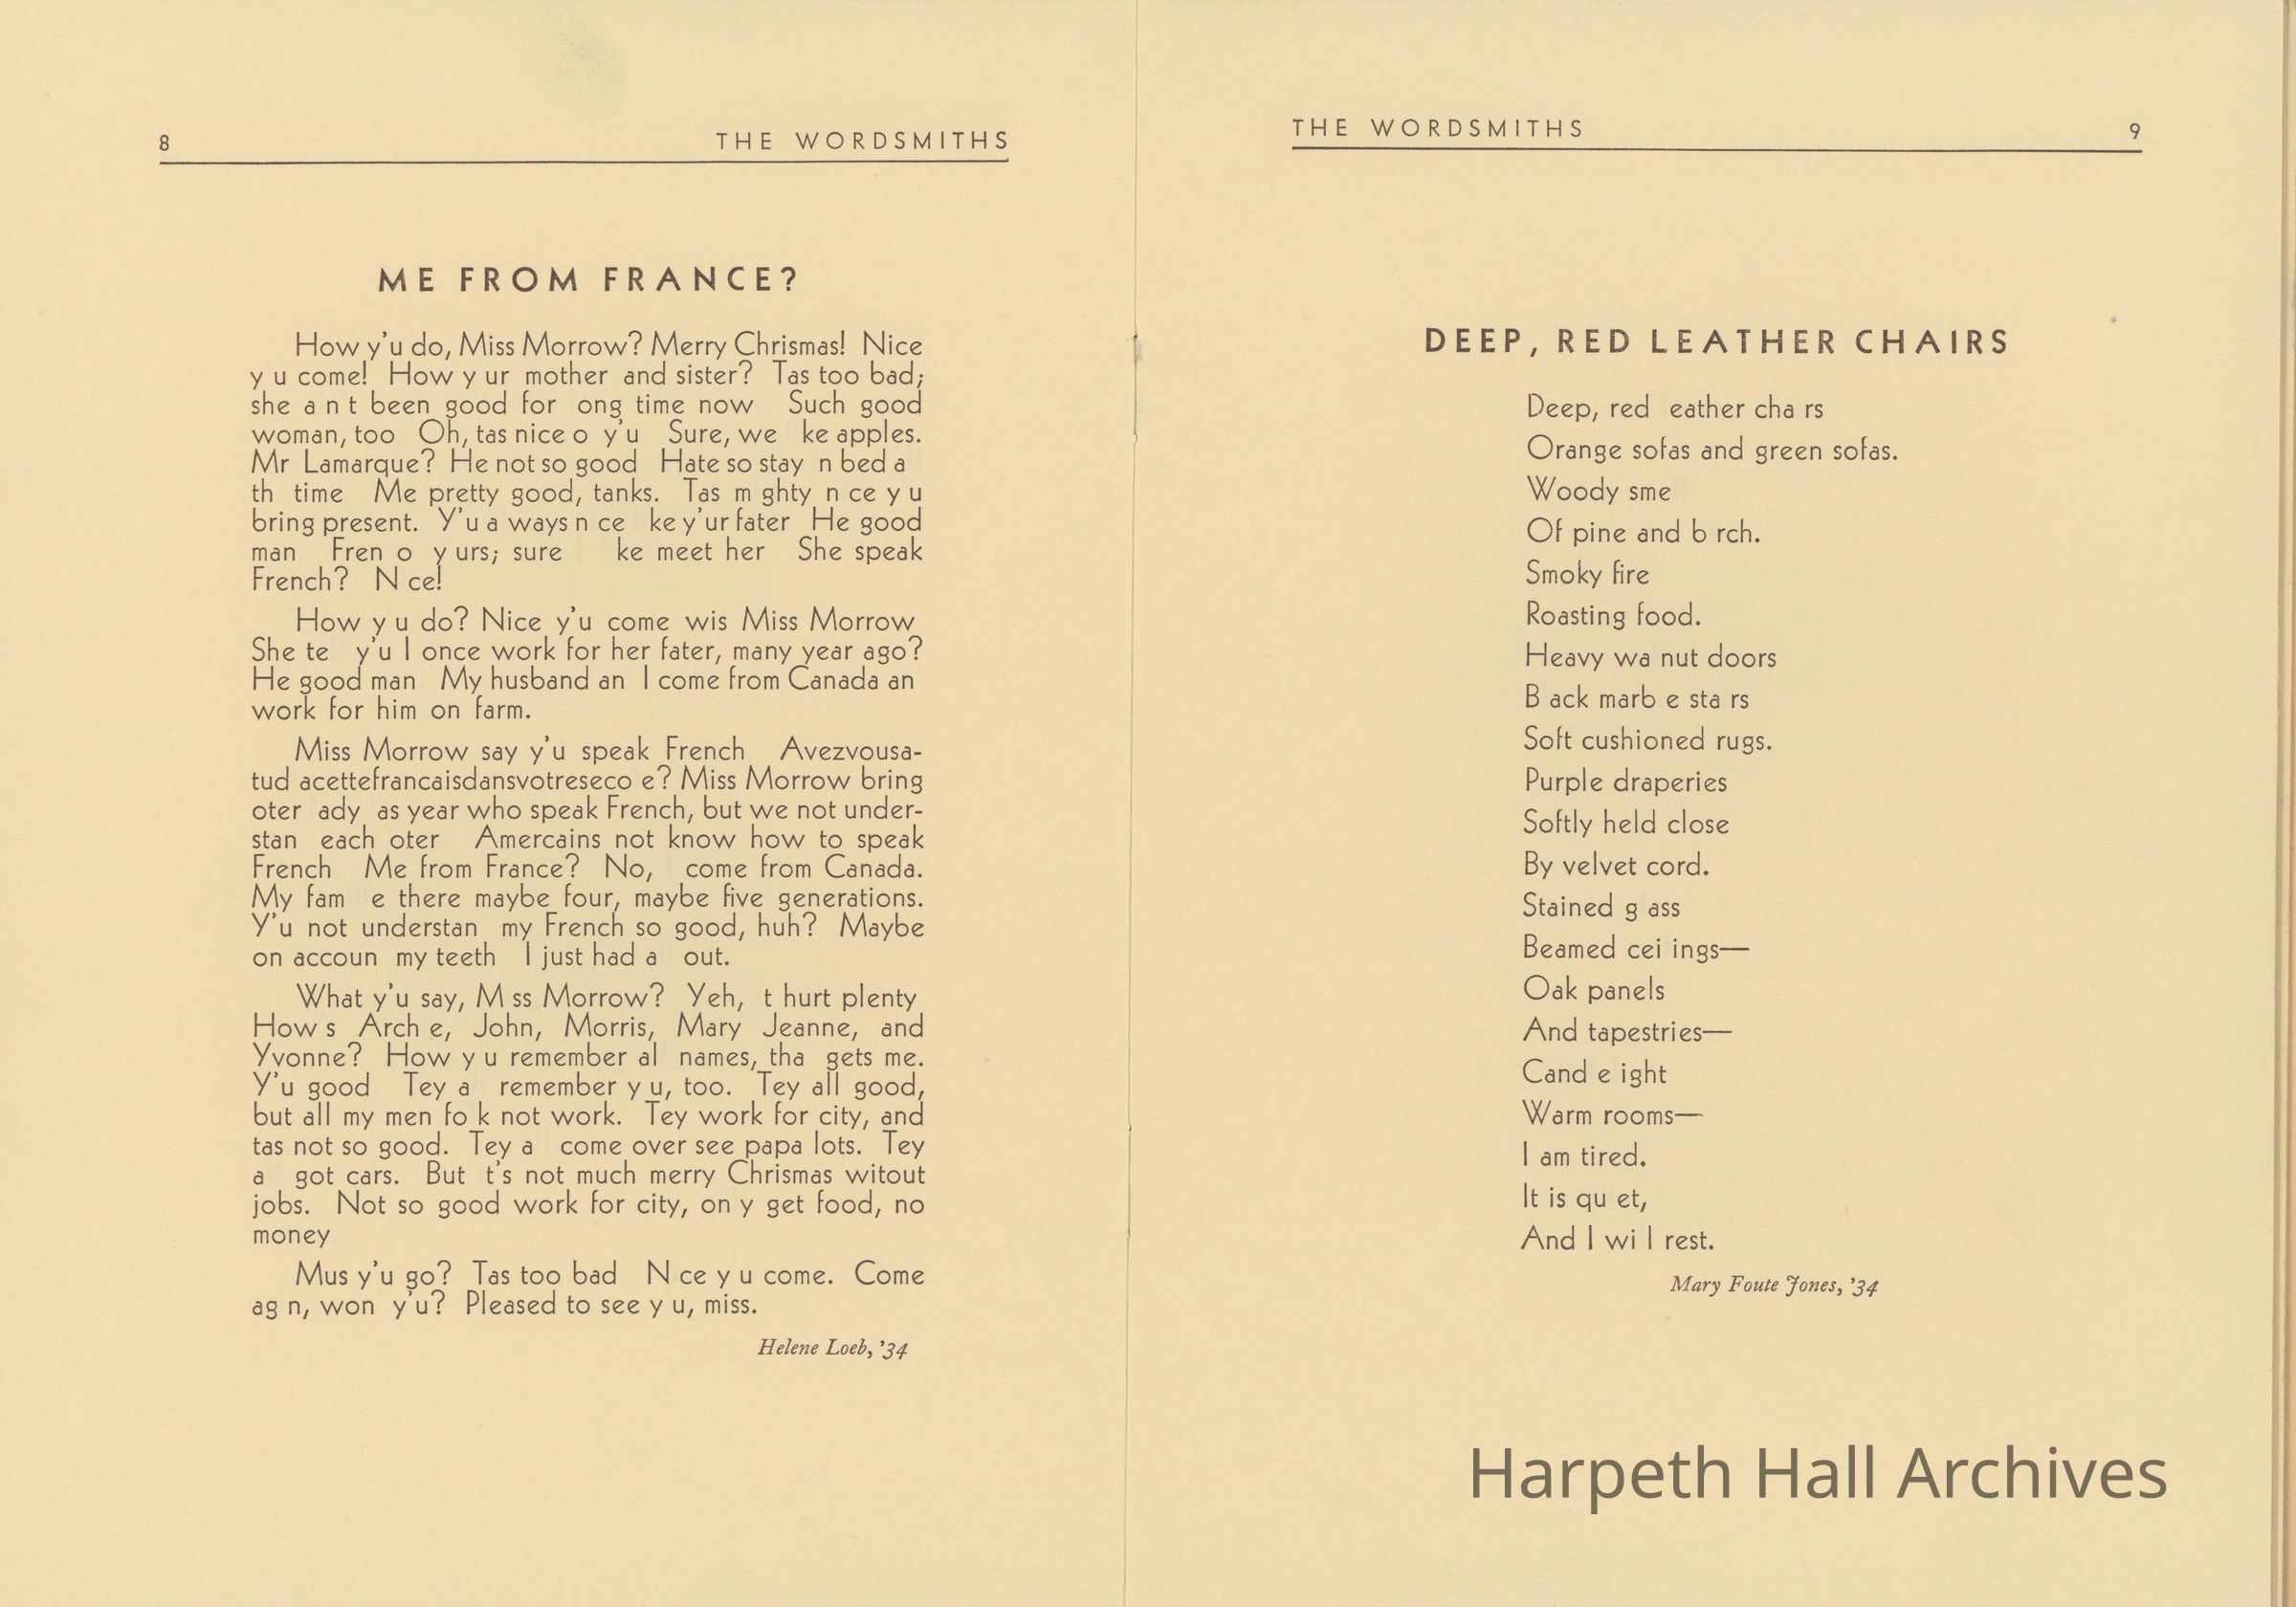 8
THE WORDSMITHS
ME FROM FRANCE?
How y'u do, Miss Morrow? Merry Chrismas! Nice
y u come! How y ur mother and sister? Tas too bad;
she a n t been good for ong time now Such good
woman, too Oh, tas nice o y'u Sure, we ke apples.
Mr Lamarque? He not so good Hate so stay n bed a
th time Me pretty good, tanks. Tas m ghty n ce y u
bring present. Y'u a ways n ce ke y'ur fater He good
man Fren o y urs; sure ke meet her She speak
French? N ce!
How y u do? Nice y'u come wis Miss Morrow
She te y'u I once work for her fater, many year ago?
He good man My husband an I come from Canada an
work for him on farm.
Miss Morrow say y'u speak French Avezvousa-
tud acettefrancaisdansvotreseco e? Miss Morrow bring
oter ady as year who speak French, but we not under-
stan each oter Amercains not know how to speak
French Me from France? No, come from Canada.
My fam e there maybe four, maybe five generations.
Y'u not understan my French so good, huh? Maybe
on accoun my teeth I just had a out.
What y'u say, M ss Morrow? Yeh, t hurt plenty
How s Arch e, John, Morris, Mary Jeanne, and
Yvonne? How y u remember al names, tha gets me.
Y'u good Tey a remember y u, too. Tey all good,
but all my men fo k not work. Tey work for city, and
tas not so good. Tey a come over see papa lots. Tey
a got cars. But t's not much merry Chrismas witout
jobs. Not so good work for city, on y get food, no
money
Mus y'u go? Tas too bad N ce y u come. Come
ag n, won y'u? Pleased to see y u, miss.
Helene Loeb, '34
THE WORDSMITHS
9
DEEP, RED LEATHER CHAIRS
Deep, red eather cha rs
Orange sofas and green sofas.
Woody sme
Of pine and b rch.
Smoky fire
Roasting food.
Heavy wa nut doors
B ack marb e sta rs
Soft cushioned rugs.
Purple draperies
Softly held close
By velvet cord.
Stained g ass
Beamed cei ings—
Oak panels
And tapestries—
Cand e ight
Warm rooms—
I am tired.
It is qu et,
And I wi l rest.
Mary Foute Jones, '34
Harpeth Hall Archives